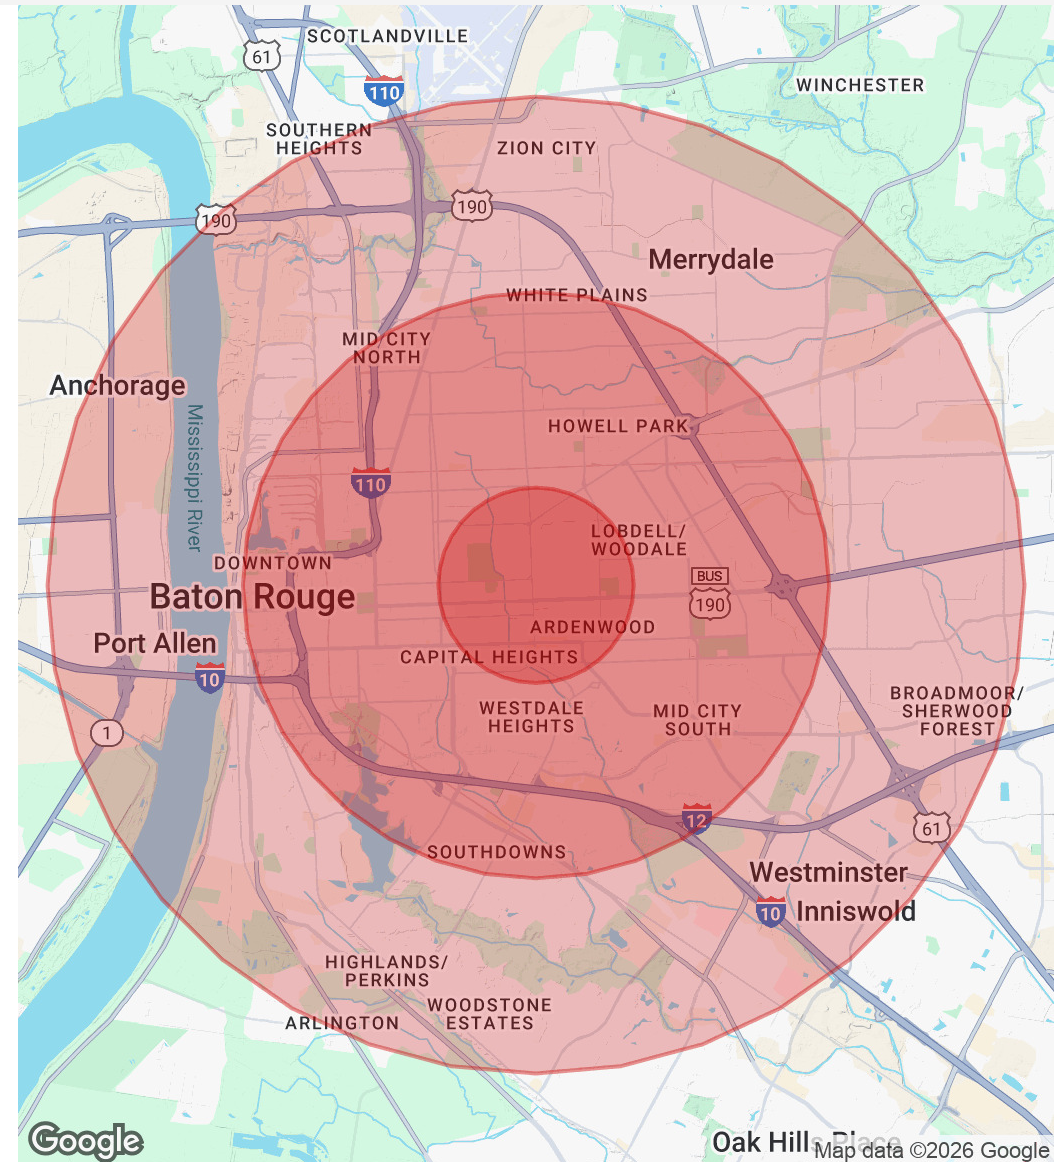 SCOTLANDVILLE
61
110
WINCHESTER
SOUTHERN
HEIGHTS
ZION CITY
190
190
Merrydale
WHITE PLAINS
MID CITY
NORTH
Anchorage
Mississippi River
HOWELL PARK
110
LOBDELL/
WOODALE
DOWNTOWN
BUS
190
Baton Rouge
ARDENWOOD
Port Allen
CAPITAL HEIGHTS
10
BROADMOOR/
SHERWOOD
FOREST
WESTDALE
HEIGHTS
MID CITY
SOUTH
1
12
61
SOUTHDOWNS
Westminster
10
Inniswold
HIGHLANDS/
PERKINS
WOODSTONE
ESTATES
ARLINGTON
Google
Oak Hills Place
Map data ©2026 Google